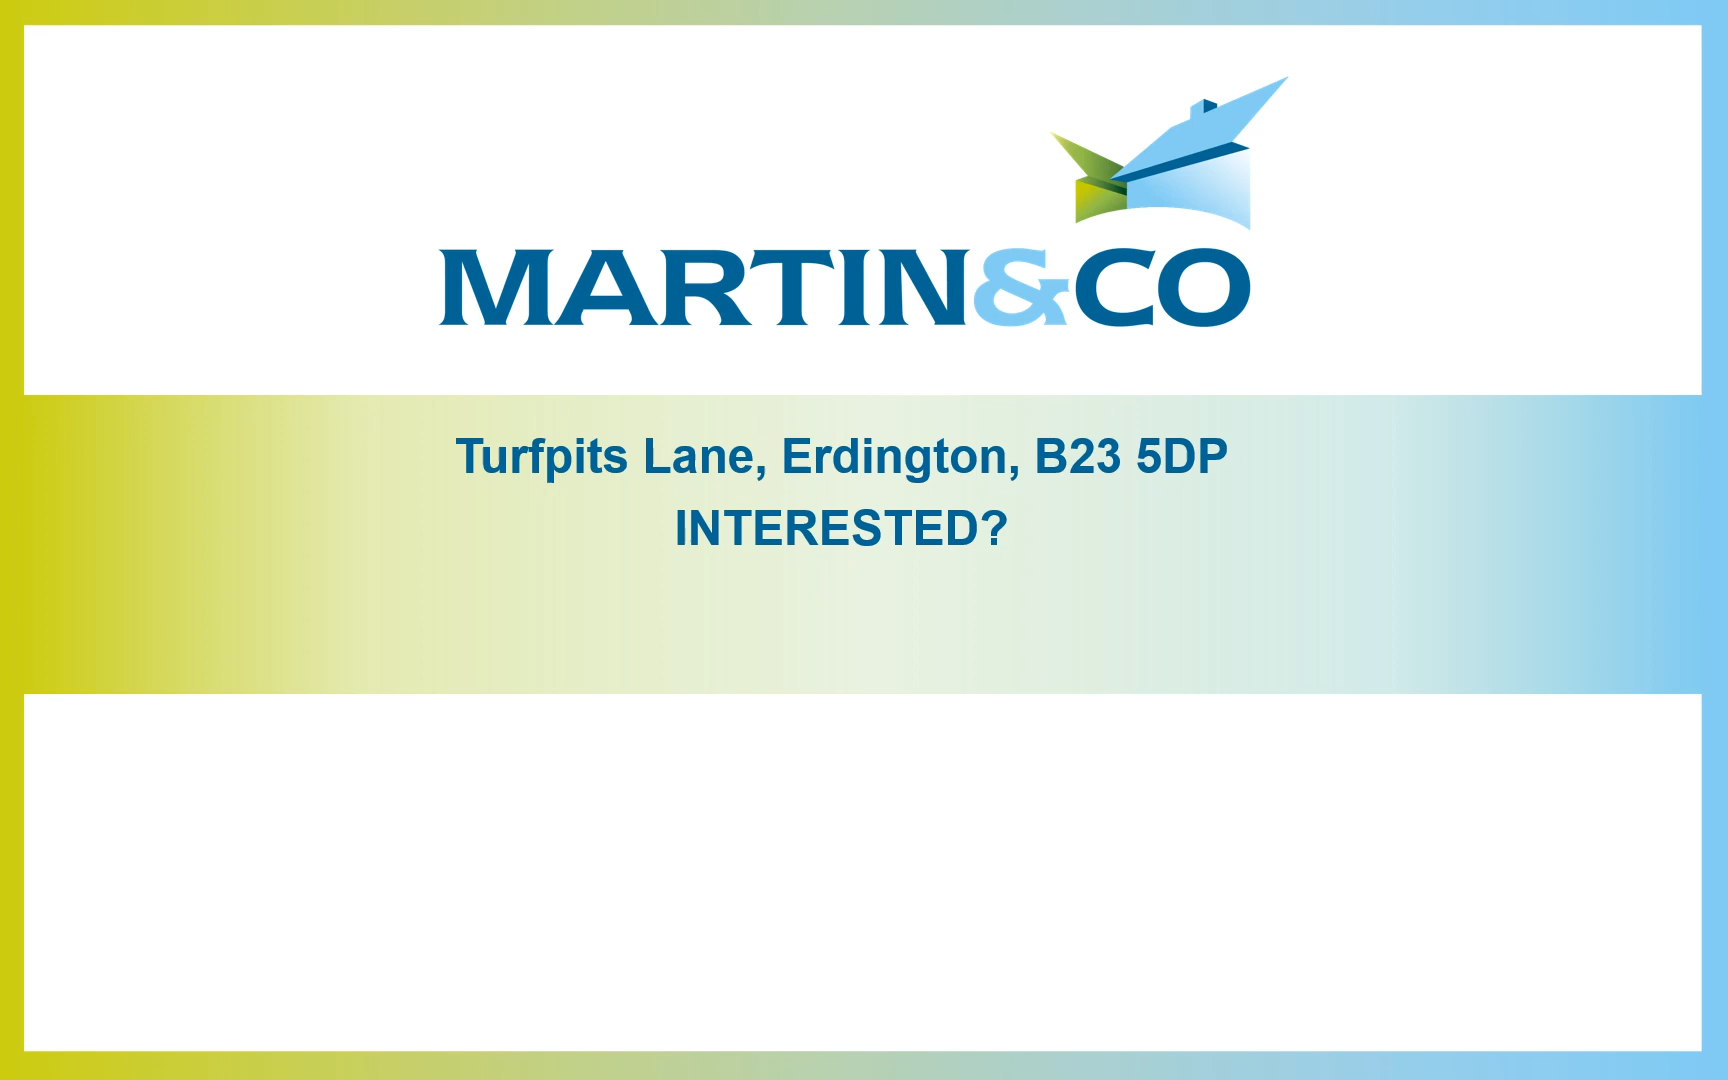 MARTIN&CO
Turfpits Lane, Erdington, B23 5DP
INTERESTED?